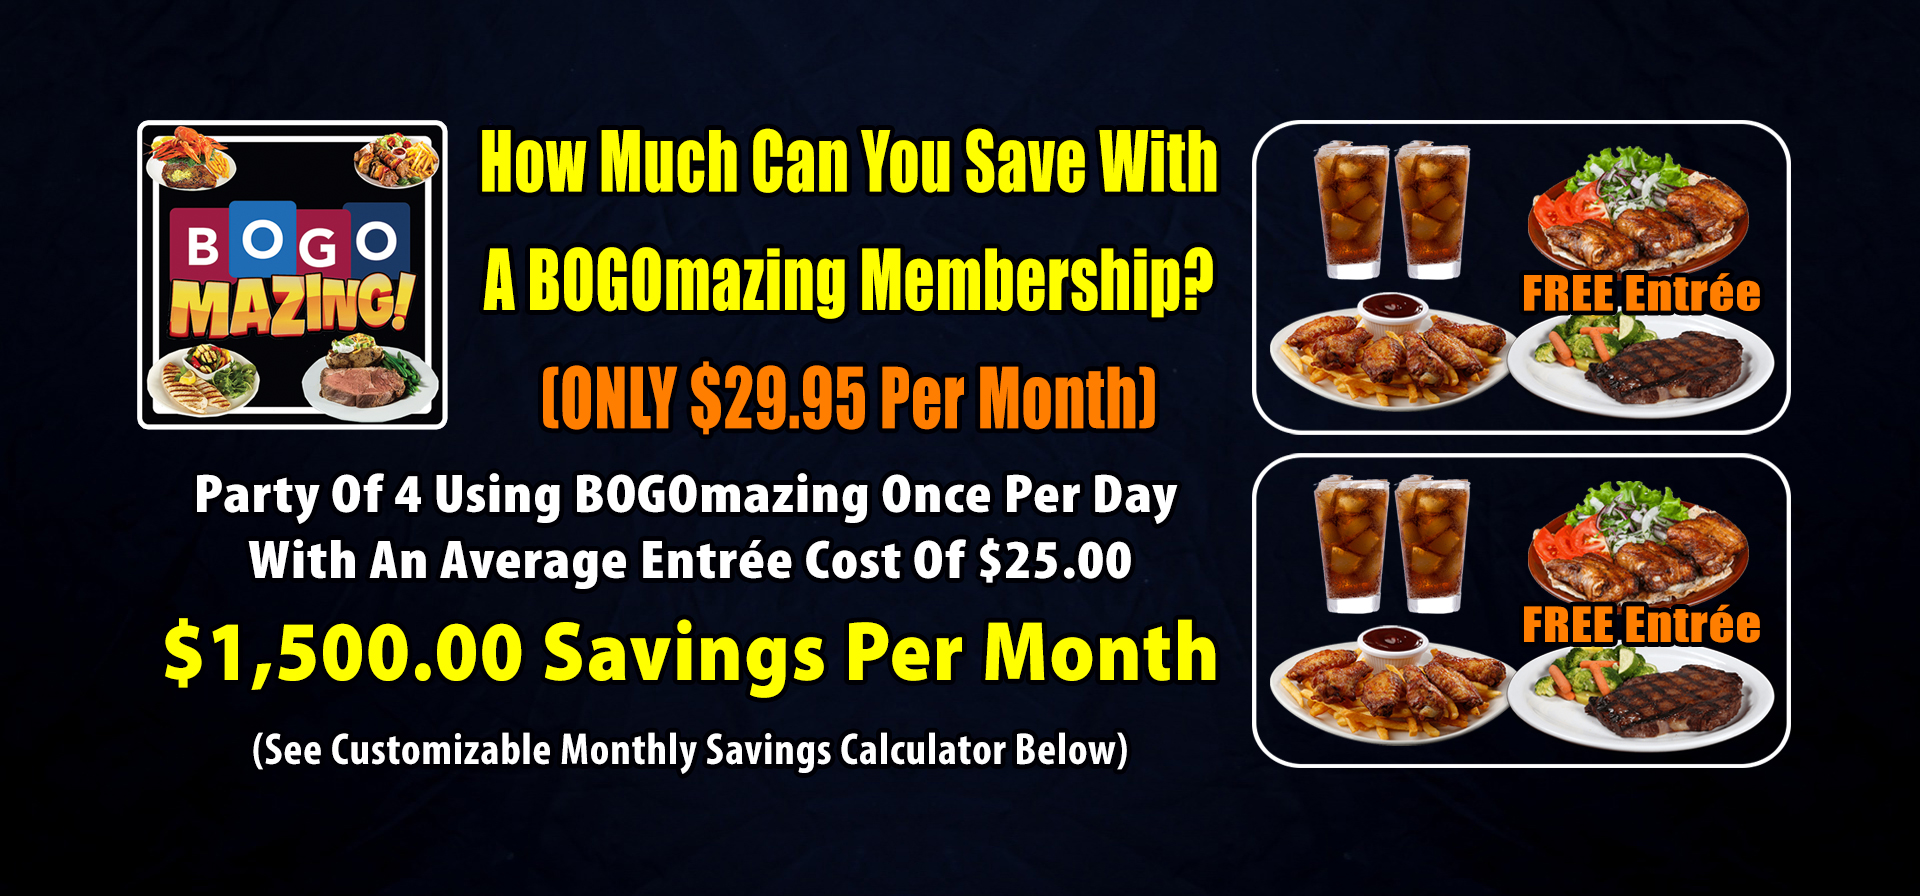 BOGO
MAZING!
How Much Can You Save With
A BOGOmazing Membership?
(ONLY $29.95 Per Month)
Party Of 4 Using BOGOmazing Once Per Day
With An Average Entrée Cost Of $25.00
$1,500.00 Savings Per Month
(See Customizable Monthly Savings Calculator Below)
FREE Entrée
FREE Entrée